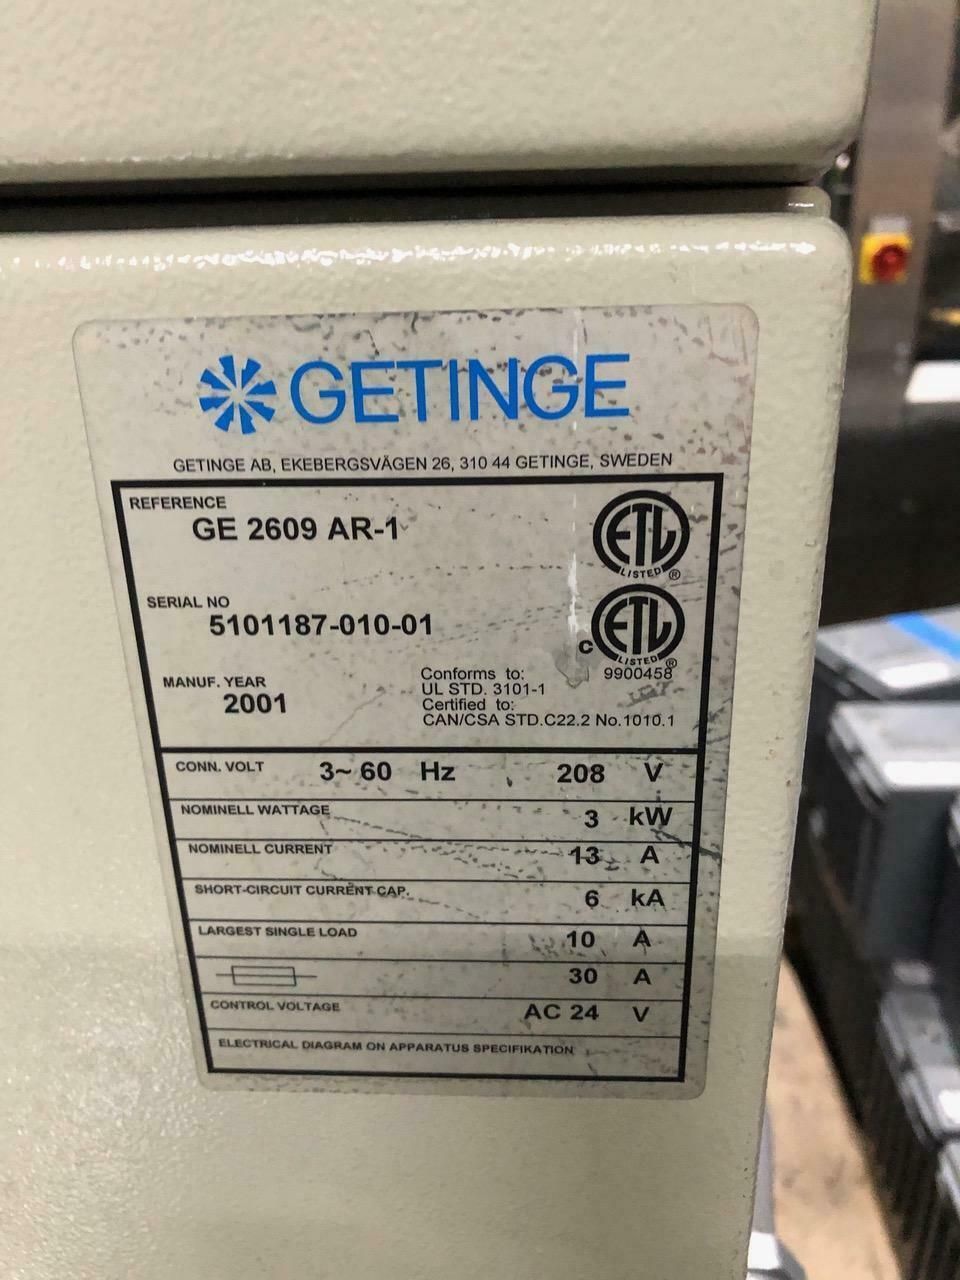 GETINGE
GETINGE AB, EKEBERGSVÄGEN 26, 310 44 GETINGE, SWEDEN
REFERENCE
GE 2609 AR-1
ETL
LISTED ®
SERIAL NO
5101187-010-01
c ETL
LISTED ®
9900458
MANUF. YEAR
2001
Conforms to:
UL STD. 3101-1
Certified to:
CAN/CSA STD.C22.2 No.1010.1
CONN. VOLT 3~ 60 Hz 208 V
NOMINELL WATTAGE 3 kW
NOMINELL CURRENT 13 A
SHORT-CIRCUIT CURRENT CAP. 6 kA
LARGEST SINGLE LOAD 10 A
30 A
CONTROL VOLTAGE AC 24 V
ELECTRICAL DIAGRAM ON APPARATUS SPECIFIKATION